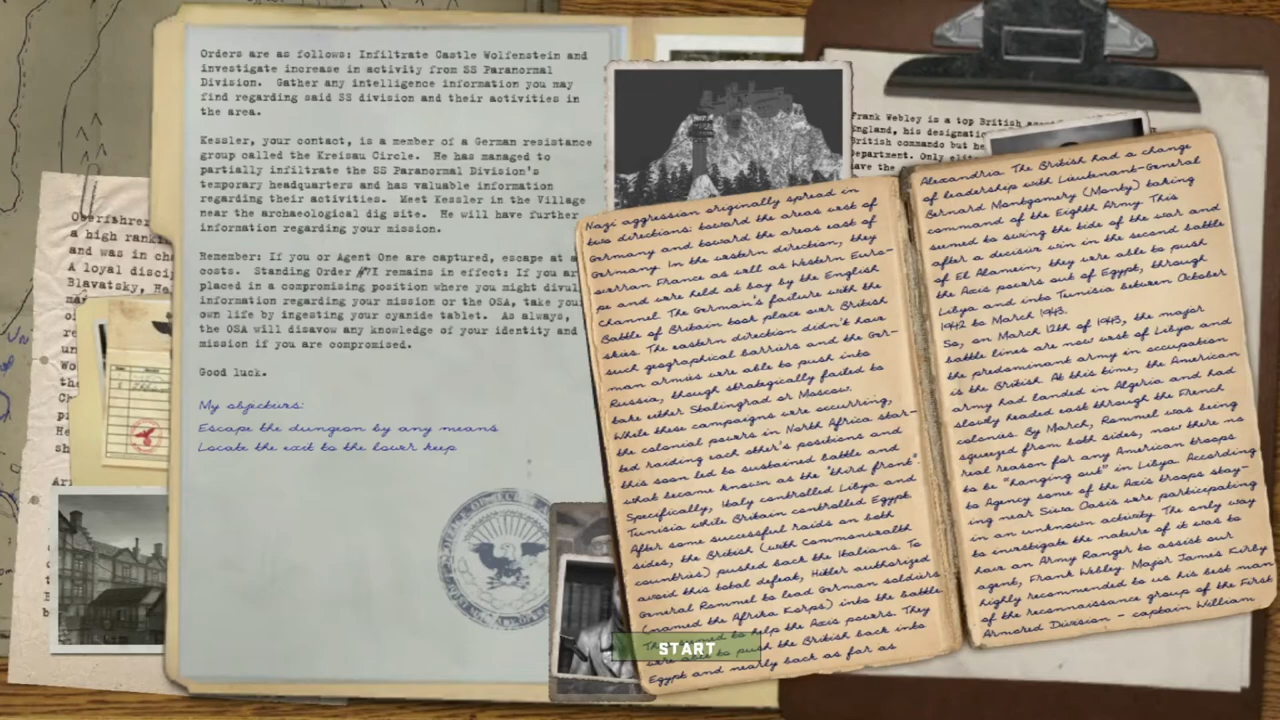 Orders are as follows: Infiltrate Castle Wolfenstein and
investigate increase in activity from SS Paranormal
Division. Gather any intelligence information you may
find regarding said SS division and their activities in
the area.
Kessler, your contact, is a member of a German resistance
group called the Kreisau Circle. He has managed to
partially infiltrate the SS Paranormal Division's
temporary headquarters and has valuable information
regarding their activities. Meet Kessler in the Village
near the archaeological dig site. He will have further
information regarding your mission.
Remember: If you or Agent One are captured, escape at a
costs. Standing Order #71 remains in effect: If you are
placed in a compromising position where you might divul
information regarding your mission or the OSA, take you
own life by ingesting your cyanide tablet. As always,
the OSA will disavow any knowledge of your identity and
mission if you are compromised.
Good luck.
My objecturs:
Escape the dungeon by any means
Locate the exit to the lower keep
Oberführer
a high ranki
and was in ch
A loyal discip
Blavatsky, He
Frank Webley is a top British
England, his designatio
British commando but he
Department. Only elit
have the
Nazi aggression originally spread in
two directions: toward the areas west of
Germany and toward the areas east of
Germany. In the western direction, they
overran France as well as Western Euro-
pe and were held at bay by the English
Channel. The German's failure with the
Battle of Britain took place over British
skies. The eastern direction didn't have
such geographical barriers and the Ger-
man armies were able to push into
Russia, though strategically failed to
take either Stalingrad or Moscow.
While these campaigns were occurring,
the colonial powers in North Africa star-
ted raiding each other's positions and
this soon led to sustained battle and
what became known as the "third front".
Specifically, Italy controlled Libya and
Tunisia while Britain controlled Egypt.
After some successful raids on both
sides, the British (with Commonwealth
countries) pushed back the Italians. To
avoid this total defeat, Hitler authorized
General Rommel to lead German soldiers
(named the Afrika Korps) into the battle
to help the Axis powers. They
were able to push the British back into
Egypt and nearly back as far as
Alexandria. The British had a change
of leadership with Lieutenant-General
Bernard Montgomery (Monty) taking
command of the Eighth Army. This
seemed to swing the tide of the war and
after a decisive win in the second battle
of El Alamein, they were able to push
the Axis powers out of Egypt, through
Libya and into Tunisia between October
1942 to March 1943.
So, on March 12th of 1943, the major
battle lines are now west of Libya and
the predominant army in occupation
is the British. At this time, the American
army had landed in Algeria and had
slowly headed east through the French
colonies. By March, Rommel was being
squeezed from both sides, now there no
real reason for any American troops
to be "hanging out" in Libya. According
to Agency some of the Axis troops stay-
ing near Siwa Oasis were participating
in an unknown activity. The only way
to investigate the nature of it was to
have an Army Ranger to assist our
agent, Frank Webley. Major James Kirby
highly recommended to us his best man
of the reconnaissance group of the First
Armored Division - captain William
START